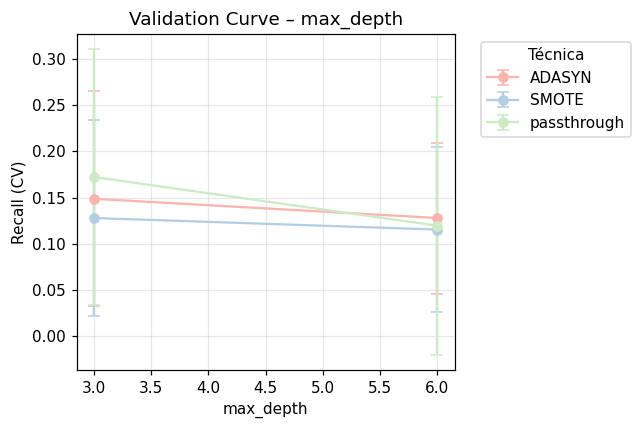 Validation Curve – max_depth
Técnica
ADASYN
SMOTE
passthrough
Recall (CV)
0.30
0.25
0.20
0.15
0.10
0.05
0.00
3.0 3.5 4.0 4.5 5.0 5.5 6.0
max_depth